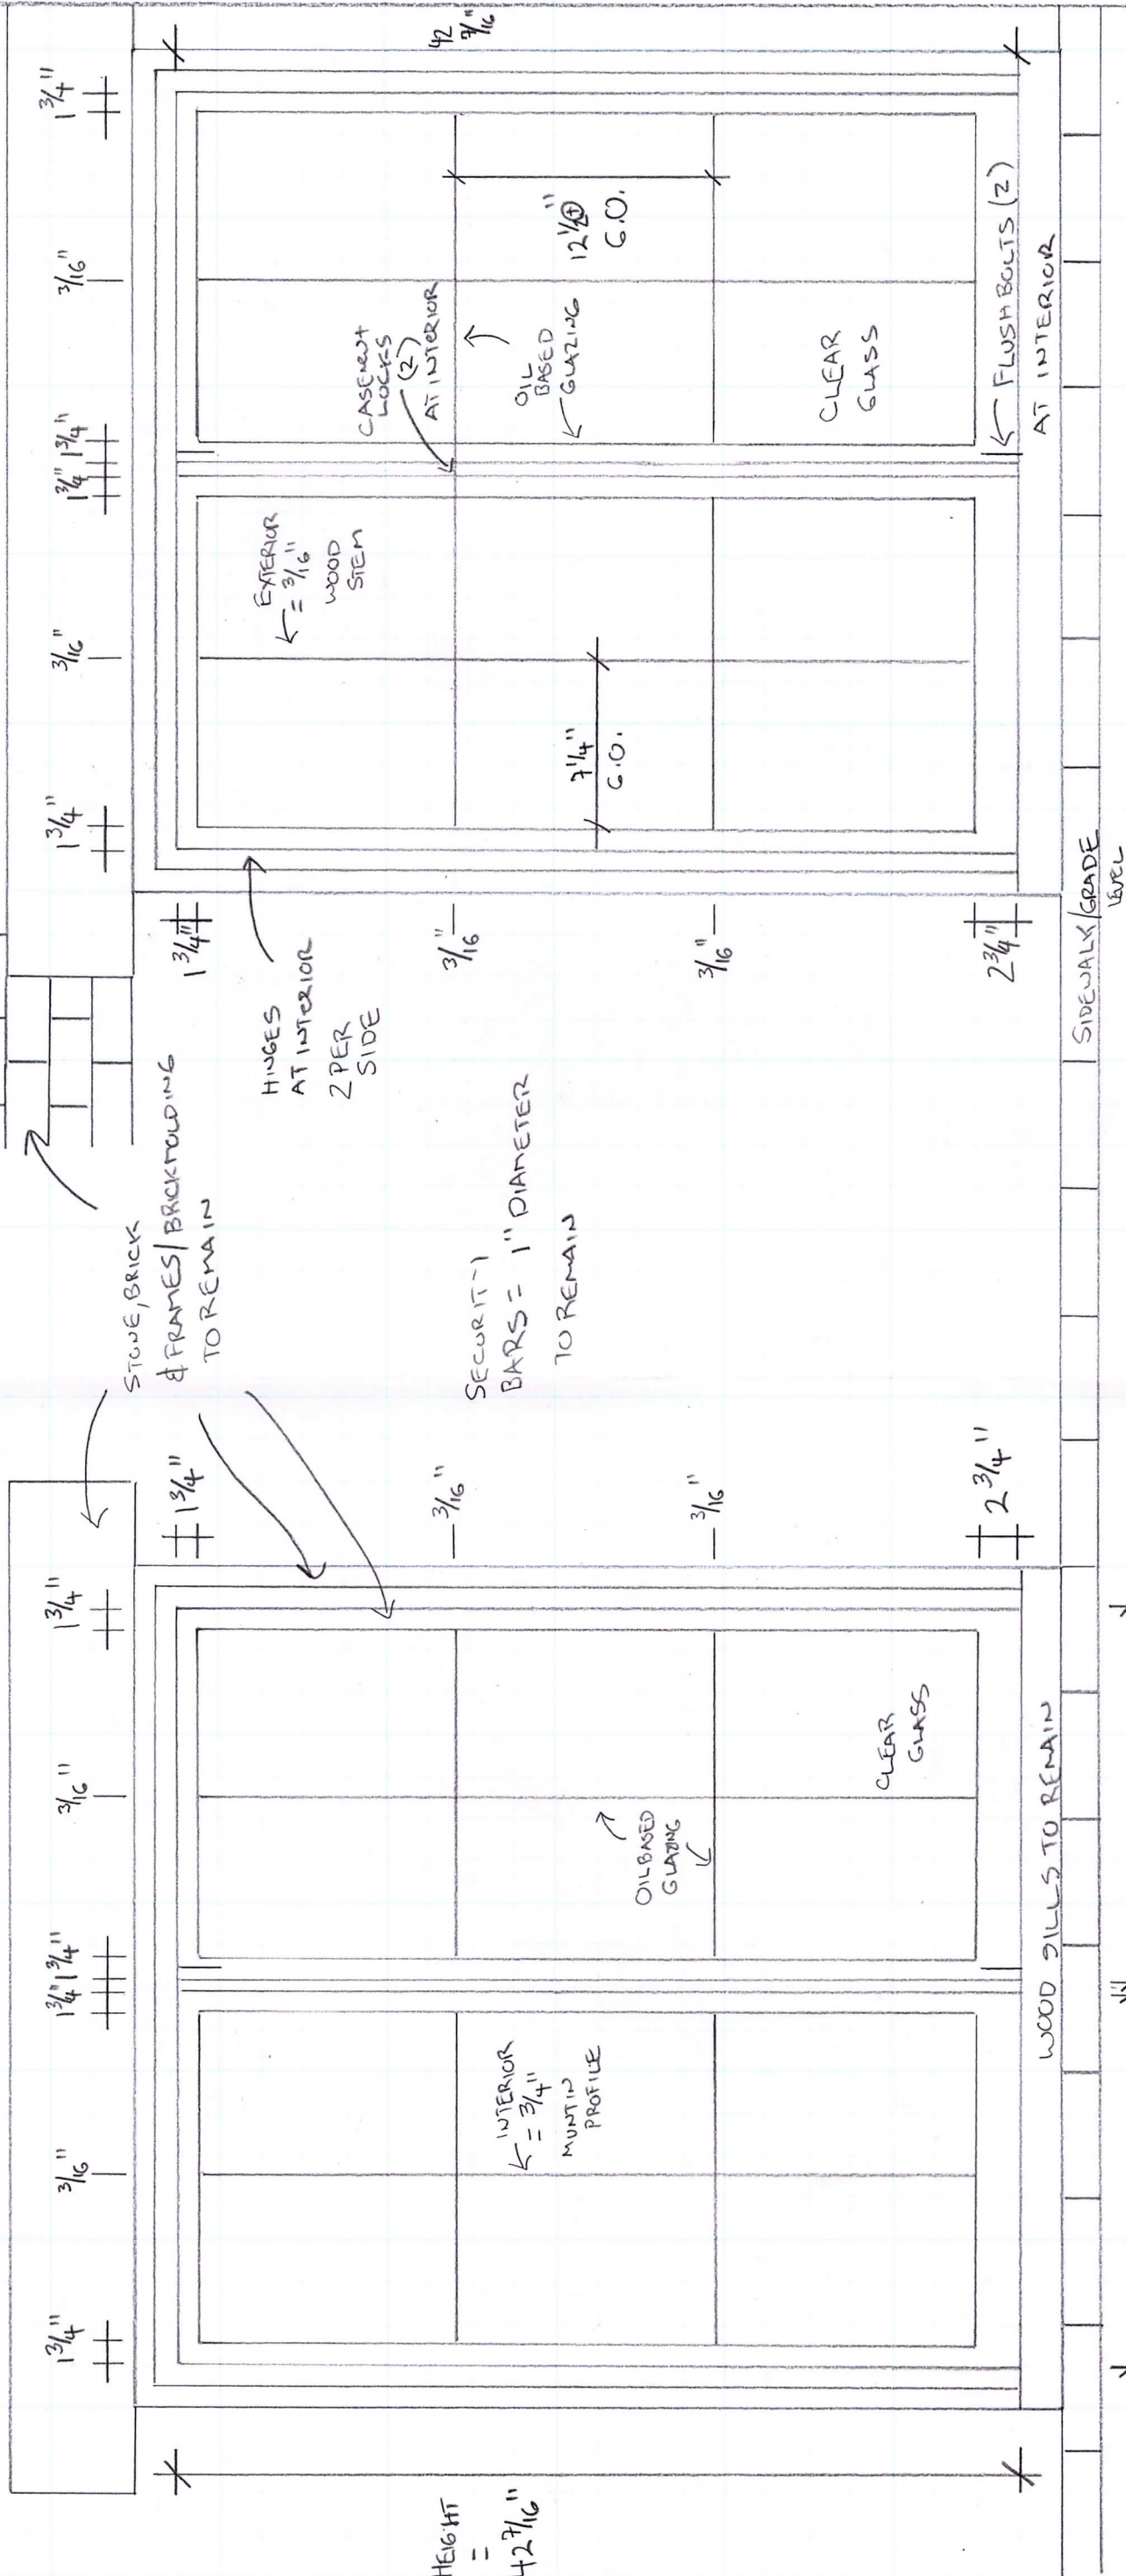 1 3/4"
3/16"
1 3/4" 1 3/4"
3/16"
1 3/4"
STONE, BRICK
& FRAMES/BRICKMOLDING
TO REMAIN
1 3/4"
3/16"
1 3/4" 1 3/4"
3/16"
1 3/4"
HEIGHT
=
42 7/16"
INTERIOR
= 3/4"
MUNTIN
PROFILE
OIL BASED
GLAZING
CLEAR
GLASS
1 3/4"
3/16"
3/16"
2 3/4"
WOOD SILLS TO REMAIN
SECURITY
BARS = 1" DIAMETER
TO REMAIN
HINGES
AT INTERIOR
2 PER
SIDE
1 3/4"
3/16"
3/16"
2 3/4"
EXTERIOR
= 3/16"
WOOD
STEM
7 1/4"
G.O.
CASEMENT
LOCKS
(2)
AT INTERIOR
OIL
BASED
GLAZING
12 1/2 + "
G.O.
CLEAR
GLASS
FLUSH BOLTS (2)
AT INTERIOR
42
7/16"
SIDEWALK/GRADE
LEVEL